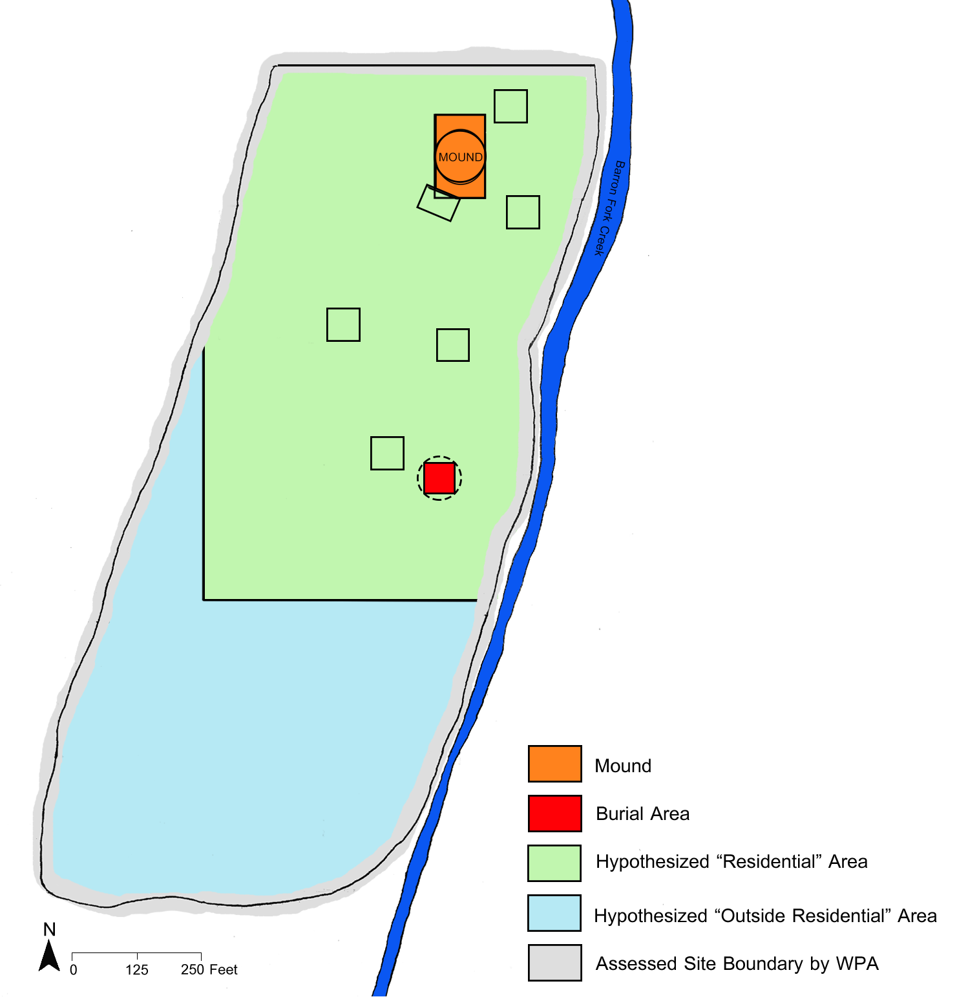 MOUND
Barron Fork Creek
Mound
Burial Area
Hypothesized “Residential” Area
Hypothesized “Outside Residential” Area
Assessed Site Boundary by WPA
N
0 125 250 Feet